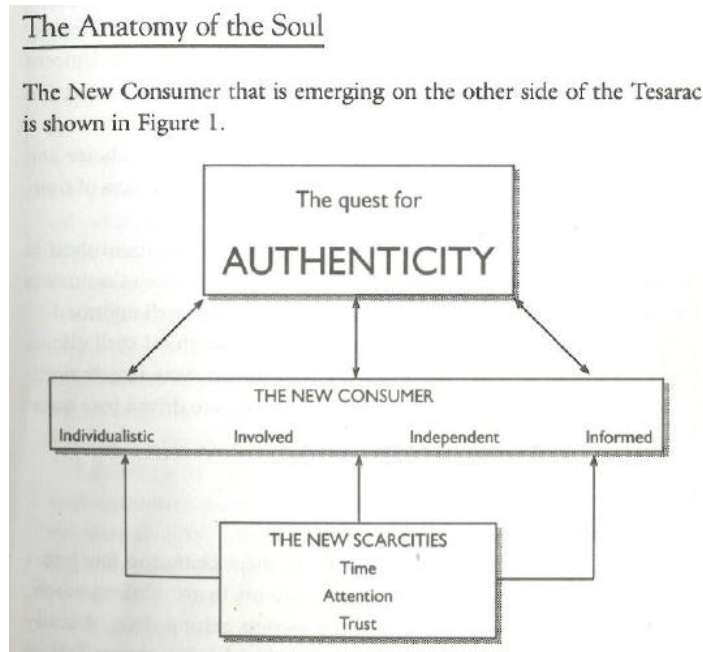 The Anatomy of the Soul
The New Consumer that is emerging on the other side of the Tesarac
is shown in Figure 1.
The quest for
AUTHENTICITY
THE NEW CONSUMER
Individualistic Involved Independent Informed
THE NEW SCARCITIES
Time
Attention
Trust